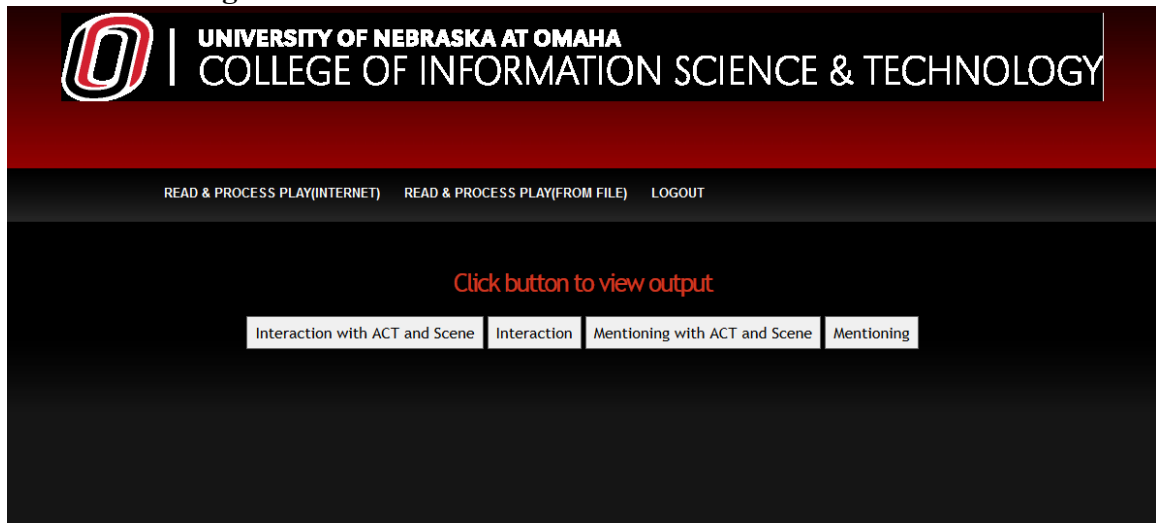 UNIVERSITY OF NEBRASKA AT OMAHA
COLLEGE OF INFORMATION SCIENCE & TECHNOLOGY
READ & PROCESS PLAY(INTERNET) READ & PROCESS PLAY(FROM FILE) LOGOUT
Click button to view output
Interaction with ACT and Scene Interaction Mentioning with ACT and Scene Mentioning